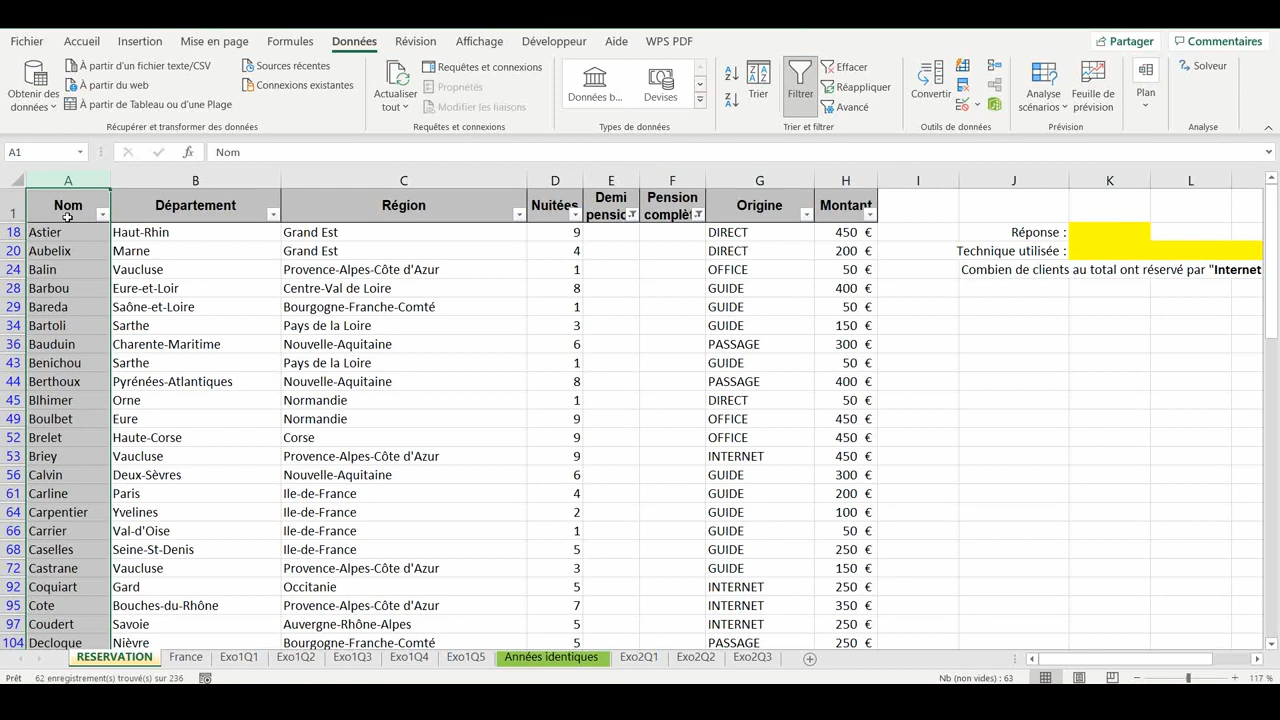 Fichier Accueil Insertion Mise en page Formules Données Révision Affichage Développeur Aide WPS PDF Partager Commentaires
Obtenir des données
À partir d'un fichier texte/CSV
À partir du web
À partir de Tableau ou d'une Plage
Sources récentes
Connexions existantes
Récupérer et transformer des données
Actualiser tout
Requêtes et connexions
Propriétés
Modifier les liaisons
Requêtes et connexions
Données b...
Devises
Types de données
Trier
Filtrer
Effacer
Réappliquer
Avancé
Trier et filtrer
Convertir
Outils de données
Analyse scénarios
Feuille de prévision
Prévision
Plan
Solveur
Analyse
A1 fx Nom
A B C D E F G H I J K L
1 Nom Département Région Nuitées Demi pensio Pension complèt Origine Montant
18 Astier Haut-Rhin Grand Est 9 DIRECT 450 € Réponse :
20 Aubelix Marne Grand Est 4 DIRECT 200 € Technique utilisée :
24 Balin Vaucluse Provence-Alpes-Côte d'Azur 1 OFFICE 50 € Combien de clients au total ont réservé par "Internet
28 Barbou Eure-et-Loir Centre-Val de Loire 8 GUIDE 400 €
29 Bareda Saône-et-Loire Bourgogne-Franche-Comté 1 GUIDE 50 €
34 Bartoli Sarthe Pays de la Loire 3 GUIDE 150 €
36 Bauduin Charente-Maritime Nouvelle-Aquitaine 6 PASSAGE 300 €
43 Benichou Sarthe Pays de la Loire 1 GUIDE 50 €
44 Berthoux Pyrénées-Atlantiques Nouvelle-Aquitaine 8 PASSAGE 400 €
45 Blhimer Orne Normandie 1 DIRECT 50 €
49 Boulbet Eure Normandie 9 OFFICE 450 €
52 Brelet Haute-Corse Corse 9 OFFICE 450 €
53 Briey Vaucluse Provence-Alpes-Côte d'Azur 9 INTERNET 450 €
56 Calvin Deux-Sèvres Nouvelle-Aquitaine 6 GUIDE 300 €
61 Carline Paris Ile-de-France 4 GUIDE 200 €
64 Carpentier Yvelines Ile-de-France 2 GUIDE 100 €
66 Carrier Val-d'Oise Ile-de-France 1 GUIDE 50 €
68 Caselles Seine-St-Denis Ile-de-France 5 GUIDE 250 €
72 Castrane Vaucluse Provence-Alpes-Côte d'Azur 3 GUIDE 150 €
92 Coquiart Gard Occitanie 5 INTERNET 250 €
95 Cote Bouches-du-Rhône Provence-Alpes-Côte d'Azur 7 INTERNET 350 €
97 Coudert Savoie Auvergne-Rhône-Alpes 5 INTERNET 250 €
104 Decloque Nièvre Bourgogne-Franche-Comté 5 PASSAGE 250 €
RESERVATION France Exo1Q1 Exo1Q2 Exo1Q3 Exo1Q4 Exo1Q5 Années identiques Exo2Q1 Exo2Q2 Exo2Q3
Prêt 62 enregistrement(s) trouvé(s) sur 236 Nb (non vides) : 63 117 %